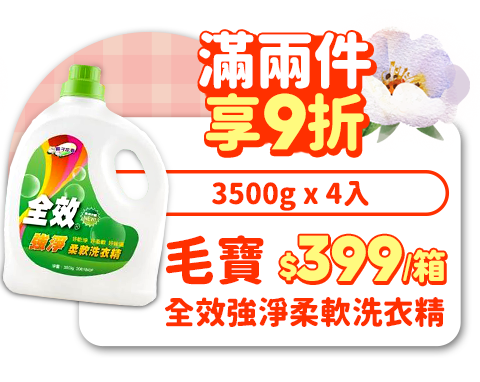 滿兩件
享9折
3500g x 4入
毛寶 $399/箱
全效強淨柔軟洗衣精
全效
強淨
柔軟洗衣精